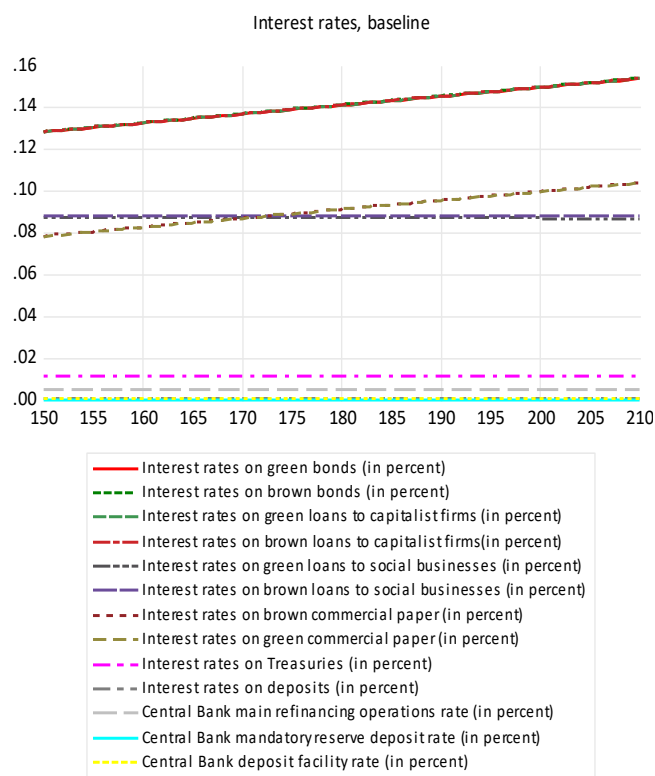 Interest rates, baseline
.16
.14
.12
.10
.08
.06
.04
.02
.00
150 155 160 165 170 175 180 185 190 195 200 205 210
Interest rates on green bonds (in percent)
Interest rates on brown bonds (in percent)
Interest rates on green loans to capitalist firms (in percent)
Interest rates on brown loans to capitalist firms(in percent)
Interest rates on green loans to social businesses (in percent)
Interest rates on brown loans to social businesses (in percent)
Interest rates on brown commercial paper (in percent)
Interest rates on green commercial paper (in percent)
Interest rates on Treasuries (in percent)
Interest rates on deposits (in percent)
Central Bank main refinancing operations rate (in percent)
Central Bank mandatory reserve deposit rate (in percent)
Central Bank deposit facility rate (in percent)